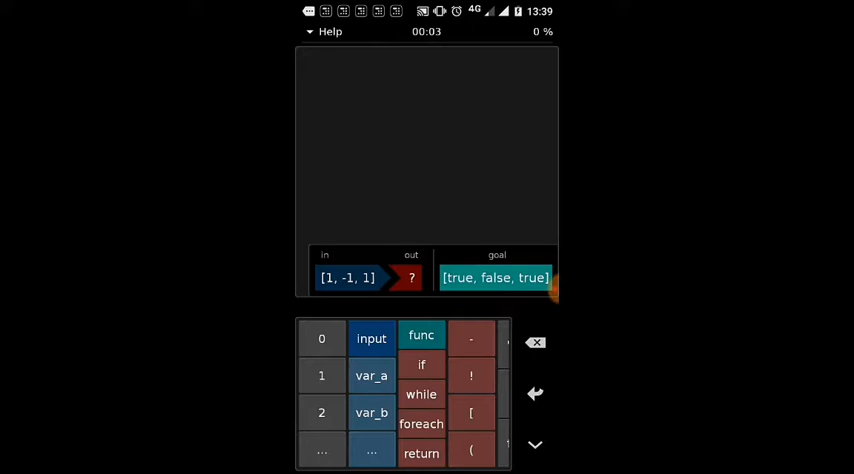 4G 13:39
Help 00:03 0 %
in out goal
[1, -1, 1] ? [true, false, true]
0 input func -
if
1 var_a !
while
2 var_b [
foreach
... ... return (